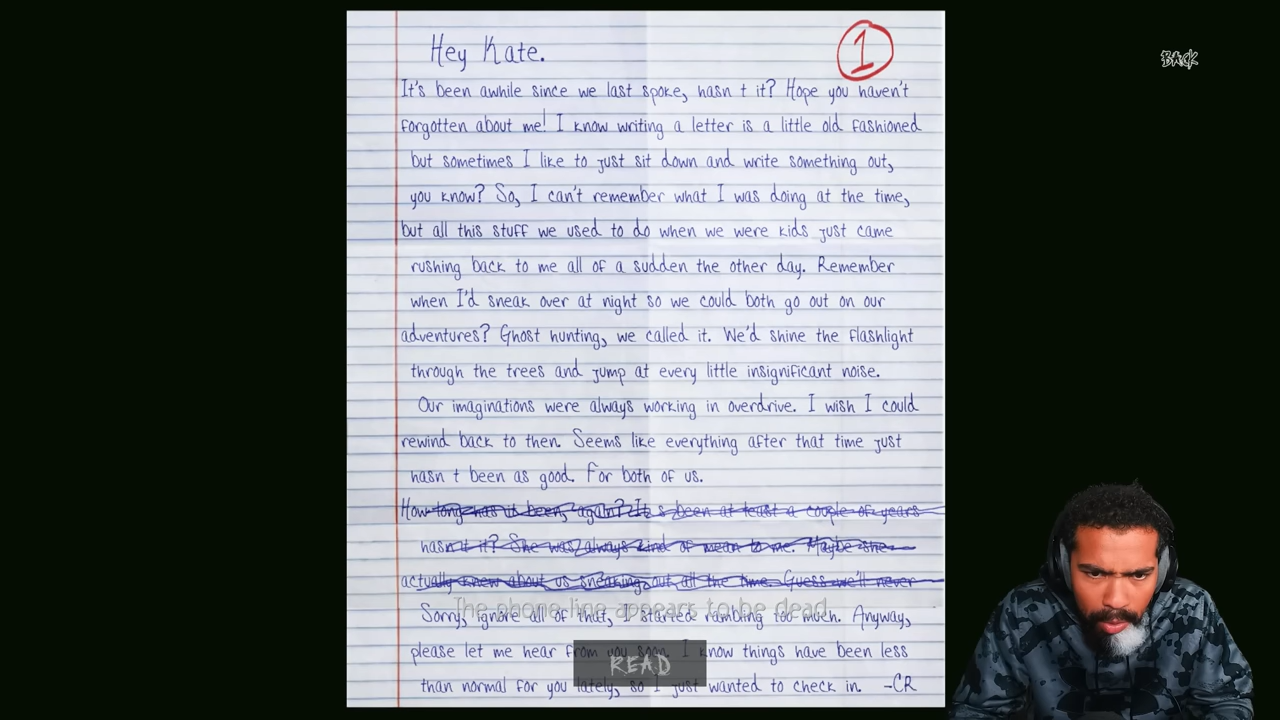 Hey Kate.
1
BACK
It's been awhile since we last spoke, hasn t it? Hope you haven't
forgotten about me! I know writing a letter is a little old fashioned
but sometimes I like to just sit down and write something out,
you know? So, I can't remember what I was doing at the time,
but all this stuff we used to do when we were kids just came
rushing back to me all of a sudden the other day. Remember
when I'd sneak over at night so we could both go out on our
adventures? Ghost hunting, we called it. We'd shine the flashlight
through the trees and jump at every little insignificant noise.
Our imaginations were always working in overdrive. I wish I could
rewind back to then. Seems like everything after that time just
hasn t been as good. For both of us.
How long has it been, again? It s been at least a couple of years
hasn t it? She was always kind of mean to me. Maybe she
actually knew about us sneaking out all the time. Guess we'll never
The phone line appears to be dead.
Sorry, ignore all of that, I started rambling too much. Anyway,
please let me hear from you soon. I know things have been less
READ
than normal for you lately, so I just wanted to check in. -CR